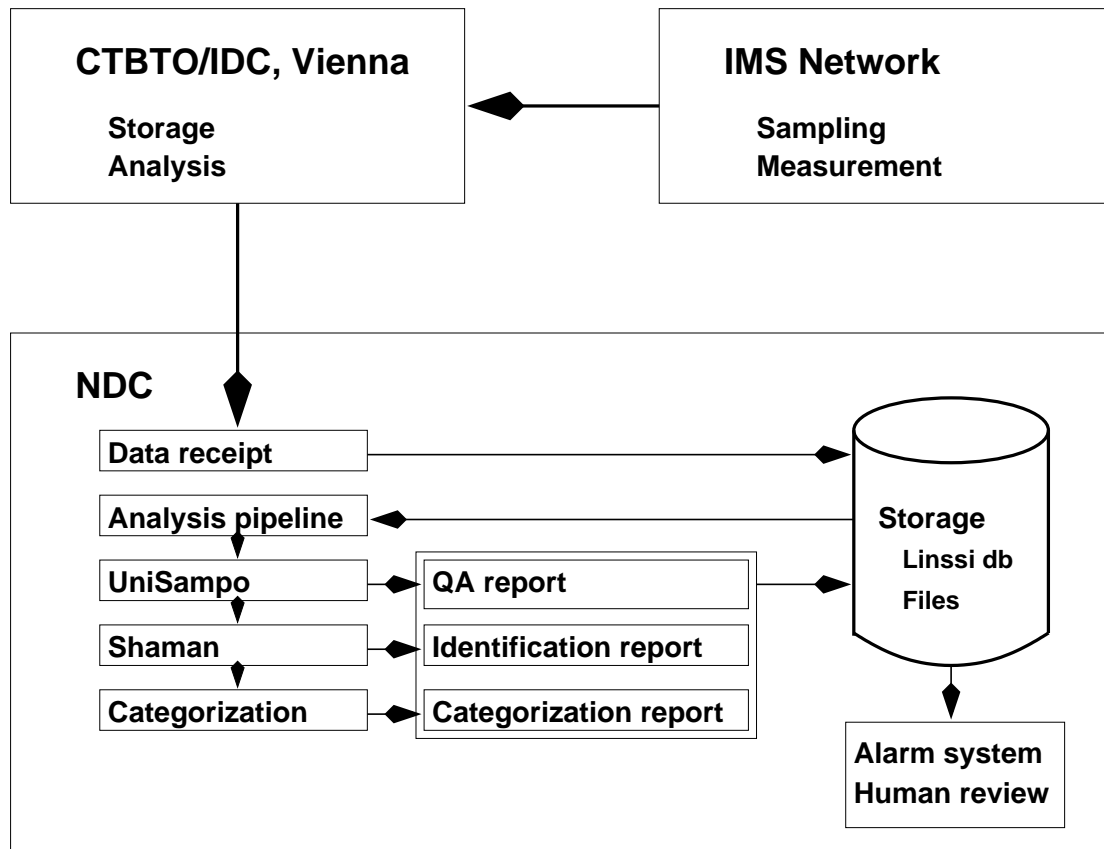 CTBTO/IDC, Vienna
Storage
Analysis
IMS Network
Sampling
Measurement
NDC
Data receipt
Analysis pipeline
UniSampo
Shaman
Categorization
QA report
Identification report
Categorization report
Storage
Linssi db
Files
Alarm system
Human review